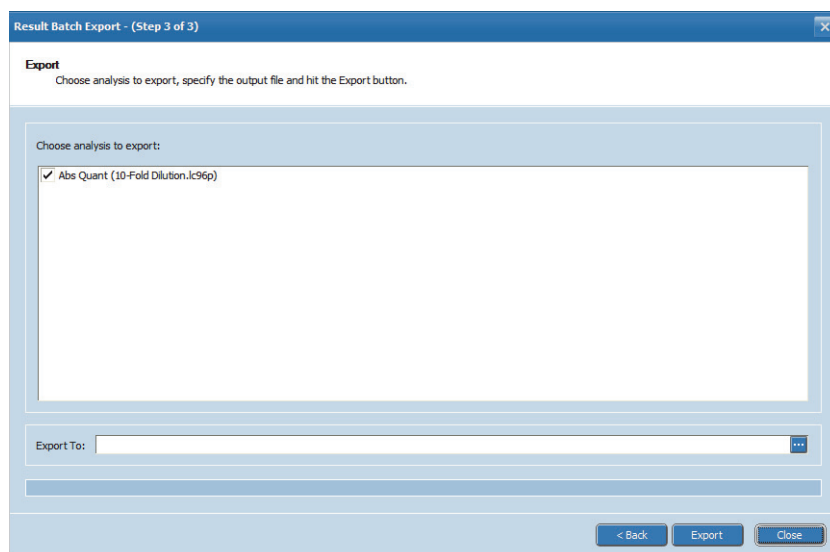 Result Batch Export - (Step 3 of 3)
Export
Choose analysis to export, specify the output file and hit the Export button.
Choose analysis to export:
Abs Quant (10-Fold Dilution.lc96p)
Export To:
...
< Back Export Close